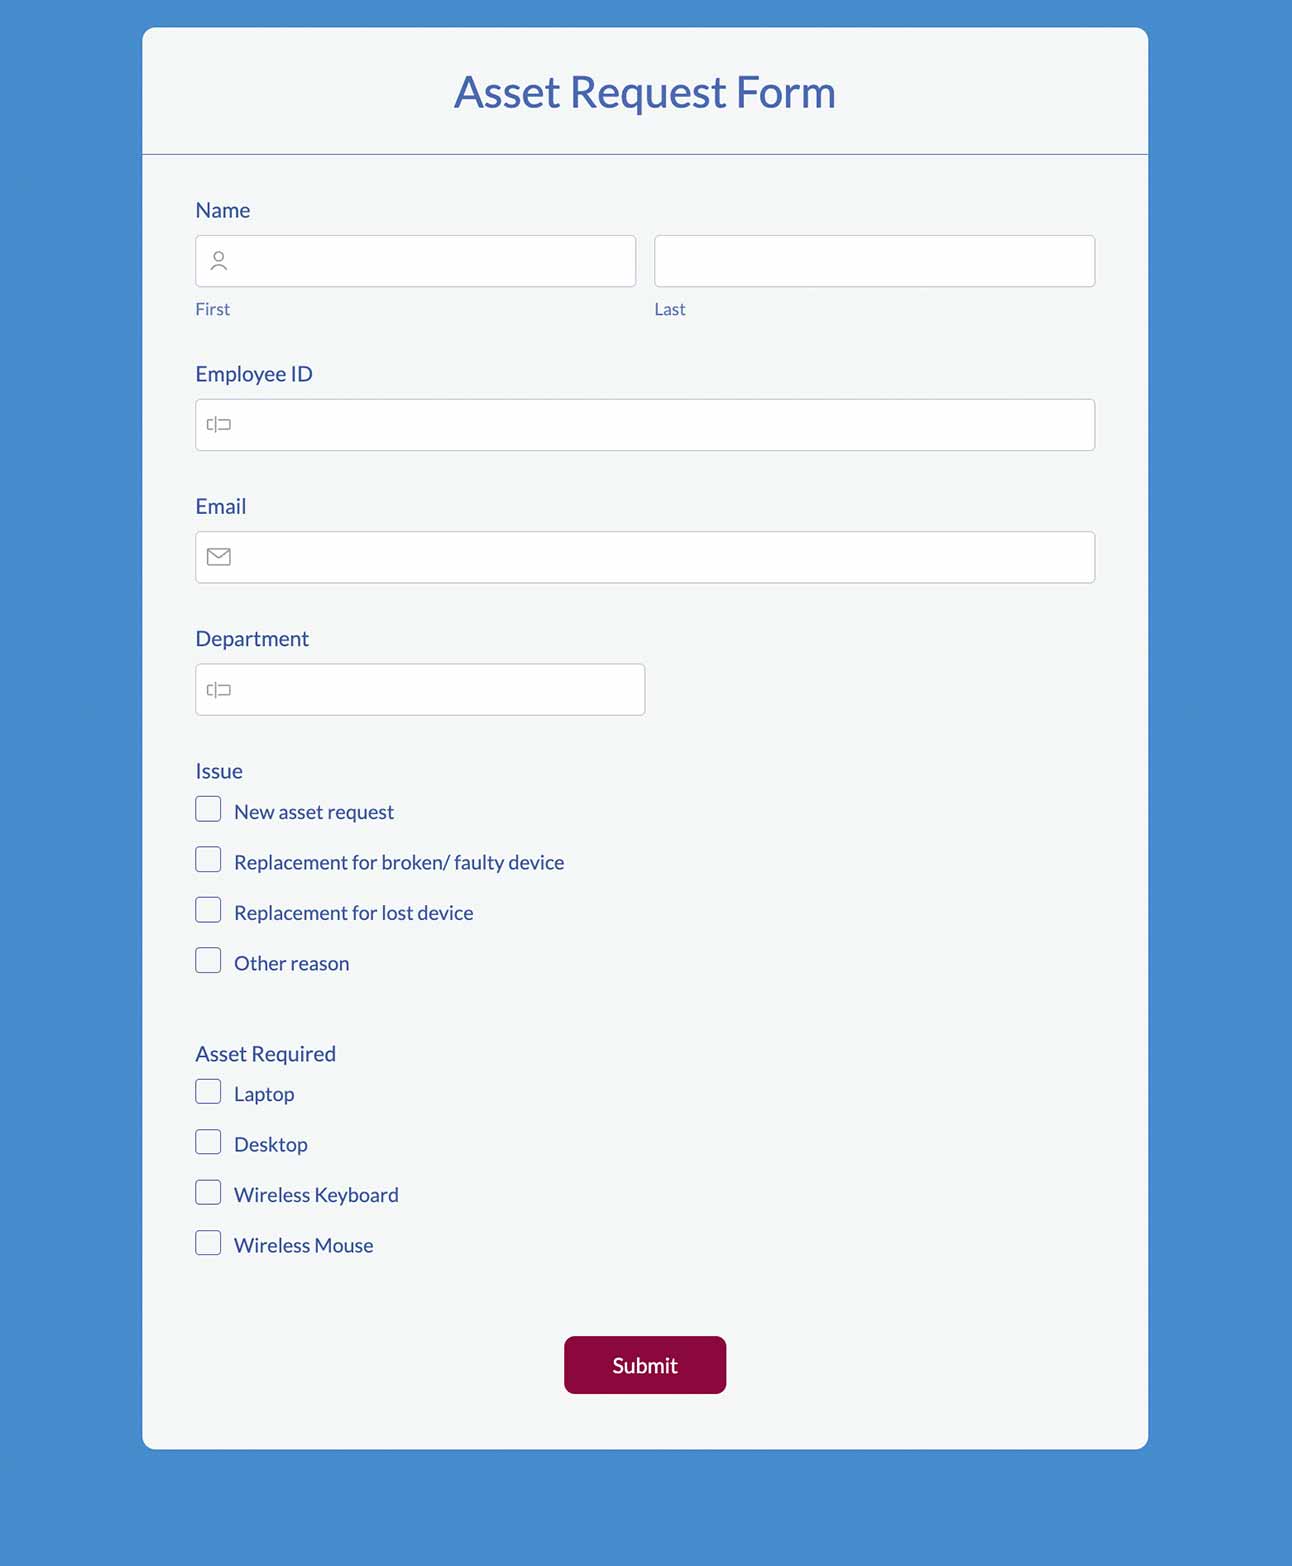 Asset Request Form
Name
First
Last
Employee ID
Email
Department
Issue
New asset request
Replacement for broken/ faulty device
Replacement for lost device
Other reason
Asset Required
Laptop
Desktop
Wireless Keyboard
Wireless Mouse
Submit